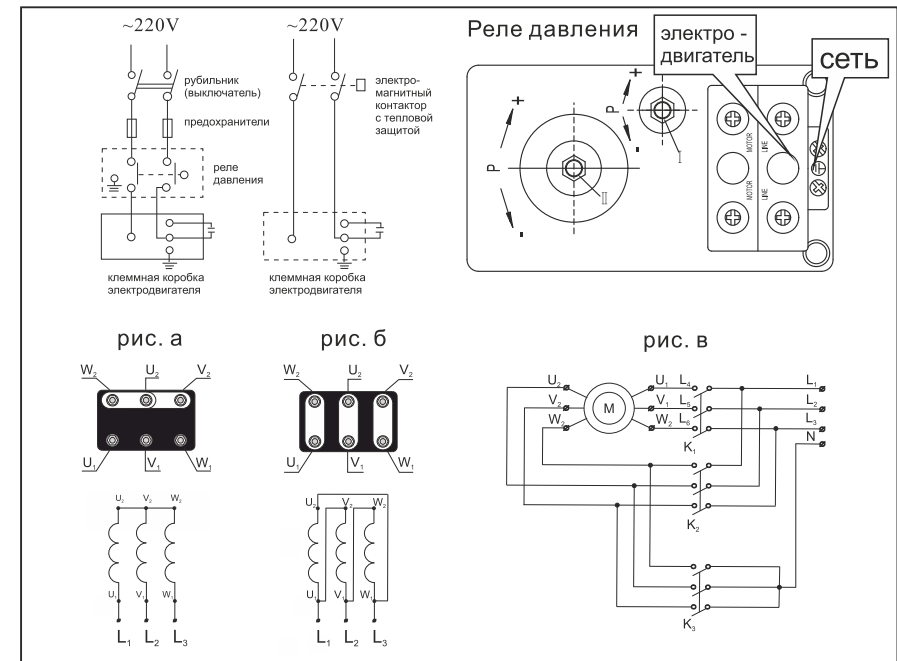 ~220V
~220V
рубильник
(выключатель)
предохранители
реле
давления
клеммная коробка
электродвигателя
электро-
магнитный
контактор
с тепловой
защитой
клеммная коробка
электродвигателя
Реле давления
электро -
двигатель
сеть
+
P
-
+
P
-
I
II
MOTOR
MOTOR
LINE
LINE
рис. а
W₂ U₂ V₂
U₁ V₁ W₁
U₂ V₂ W₂
U₁ V₁ W₁
L₁ L₂ L₃
рис. б
W₂ U₂ V₂
U₁ V₁ W₁
U₂ V₂ W₂
U₁ V₁ W₁
L₁ L₂ L₃
рис. в
U₂ U₁ L₄ L₁
V₂ M V₁ L₅ L₂
W₂ W₂ L₆ L₃
N
K₁
K₂
K₃